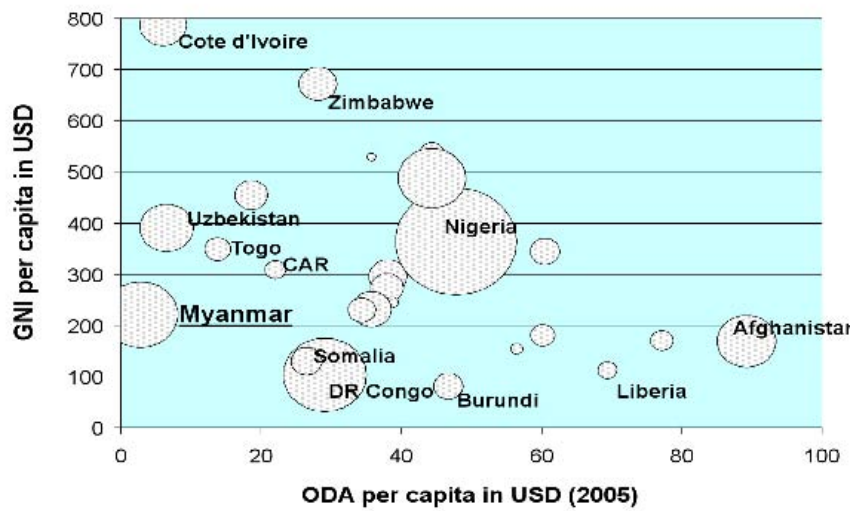 800
700
600
500
400
300
200
100
0
GNI per capita in USD
Cote d'Ivoire
Zimbabwe
Uzbekistan
Nigeria
Togo
CAR
Myanmar
Afghanistan
Somalia
DR Congo
Burundi
Liberia
0 20 40 60 80 100
ODA per capita in USD (2005)